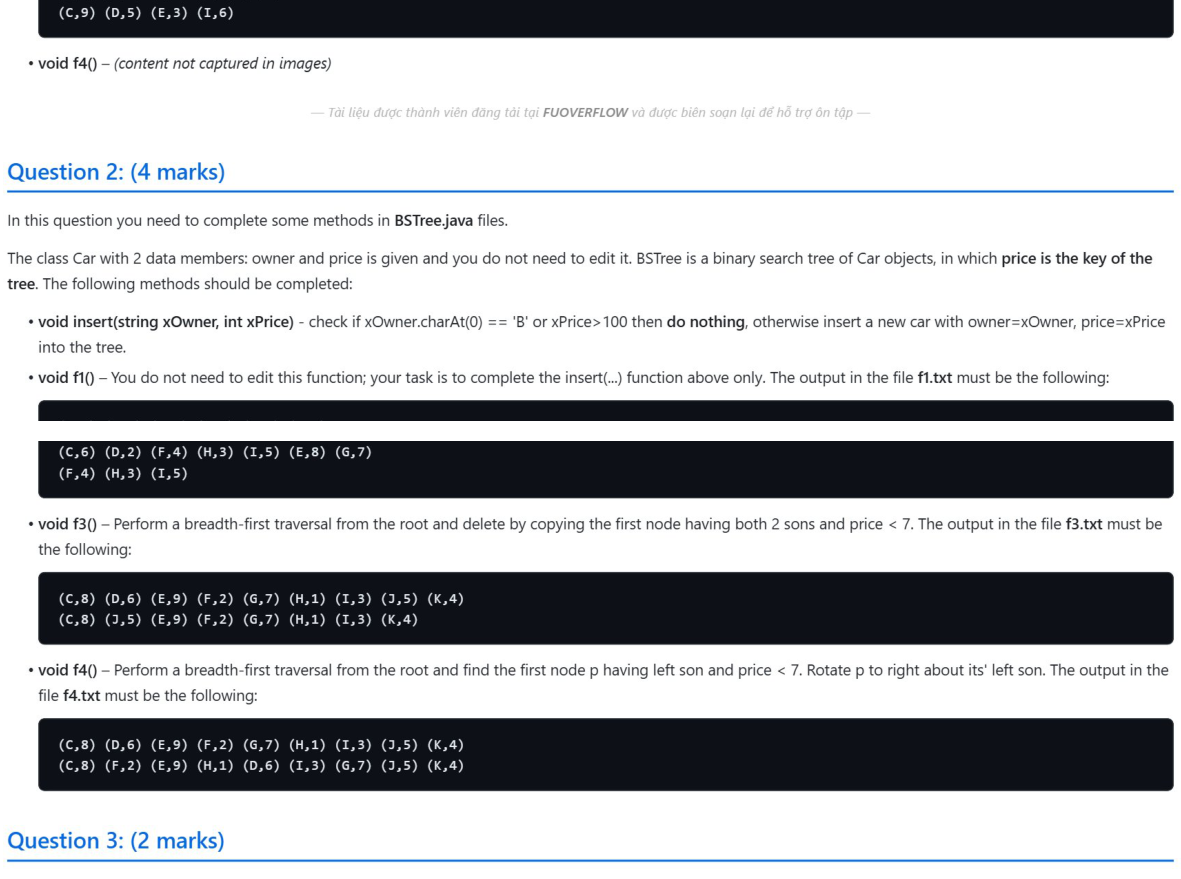 (C,9) (D,5) (E,3) (I,6)
• void f4() – (content not captured in images)
— Tài liệu được thành viên đăng tải tại FUOVERFLOW và được biên soạn lại để hỗ trợ ôn tập —
Question 2: (4 marks)
In this question you need to complete some methods in BSTree.java files.
The class Car with 2 data members: owner and price is given and you do not need to edit it. BSTree is a binary search tree of Car objects, in which price is the key of the
tree. The following methods should be completed:
• void insert(string xOwner, int xPrice) - check if xOwner.charAt(0) == 'B' or xPrice>100 then do nothing, otherwise insert a new car with owner=xOwner, price=xPrice
into the tree.
• void f1() – You do not need to edit this function; your task is to complete the insert(...) function above only. The output in the file f1.txt must be the following:
(C,6) (D,2) (F,4) (H,3) (I,5) (E,8) (G,7)
(F,4) (H,3) (I,5)
• void f3() – Perform a breadth-first traversal from the root and delete by copying the first node having both 2 sons and price < 7. The output in the file f3.txt must be
the following:
(C,8) (D,6) (E,9) (F,2) (G,7) (H,1) (I,3) (J,5) (K,4)
(C,8) (J,5) (E,9) (F,2) (G,7) (H,1) (I,3) (K,4)
• void f4() – Perform a breadth-first traversal from the root and find the first node p having left son and price < 7. Rotate p to right about its' left son. The output in the
file f4.txt must be the following:
(C,8) (D,6) (E,9) (F,2) (G,7) (H,1) (I,3) (J,5) (K,4)
(C,8) (F,2) (E,9) (H,1) (D,6) (I,3) (G,7) (J,5) (K,4)
Question 3: (2 marks)